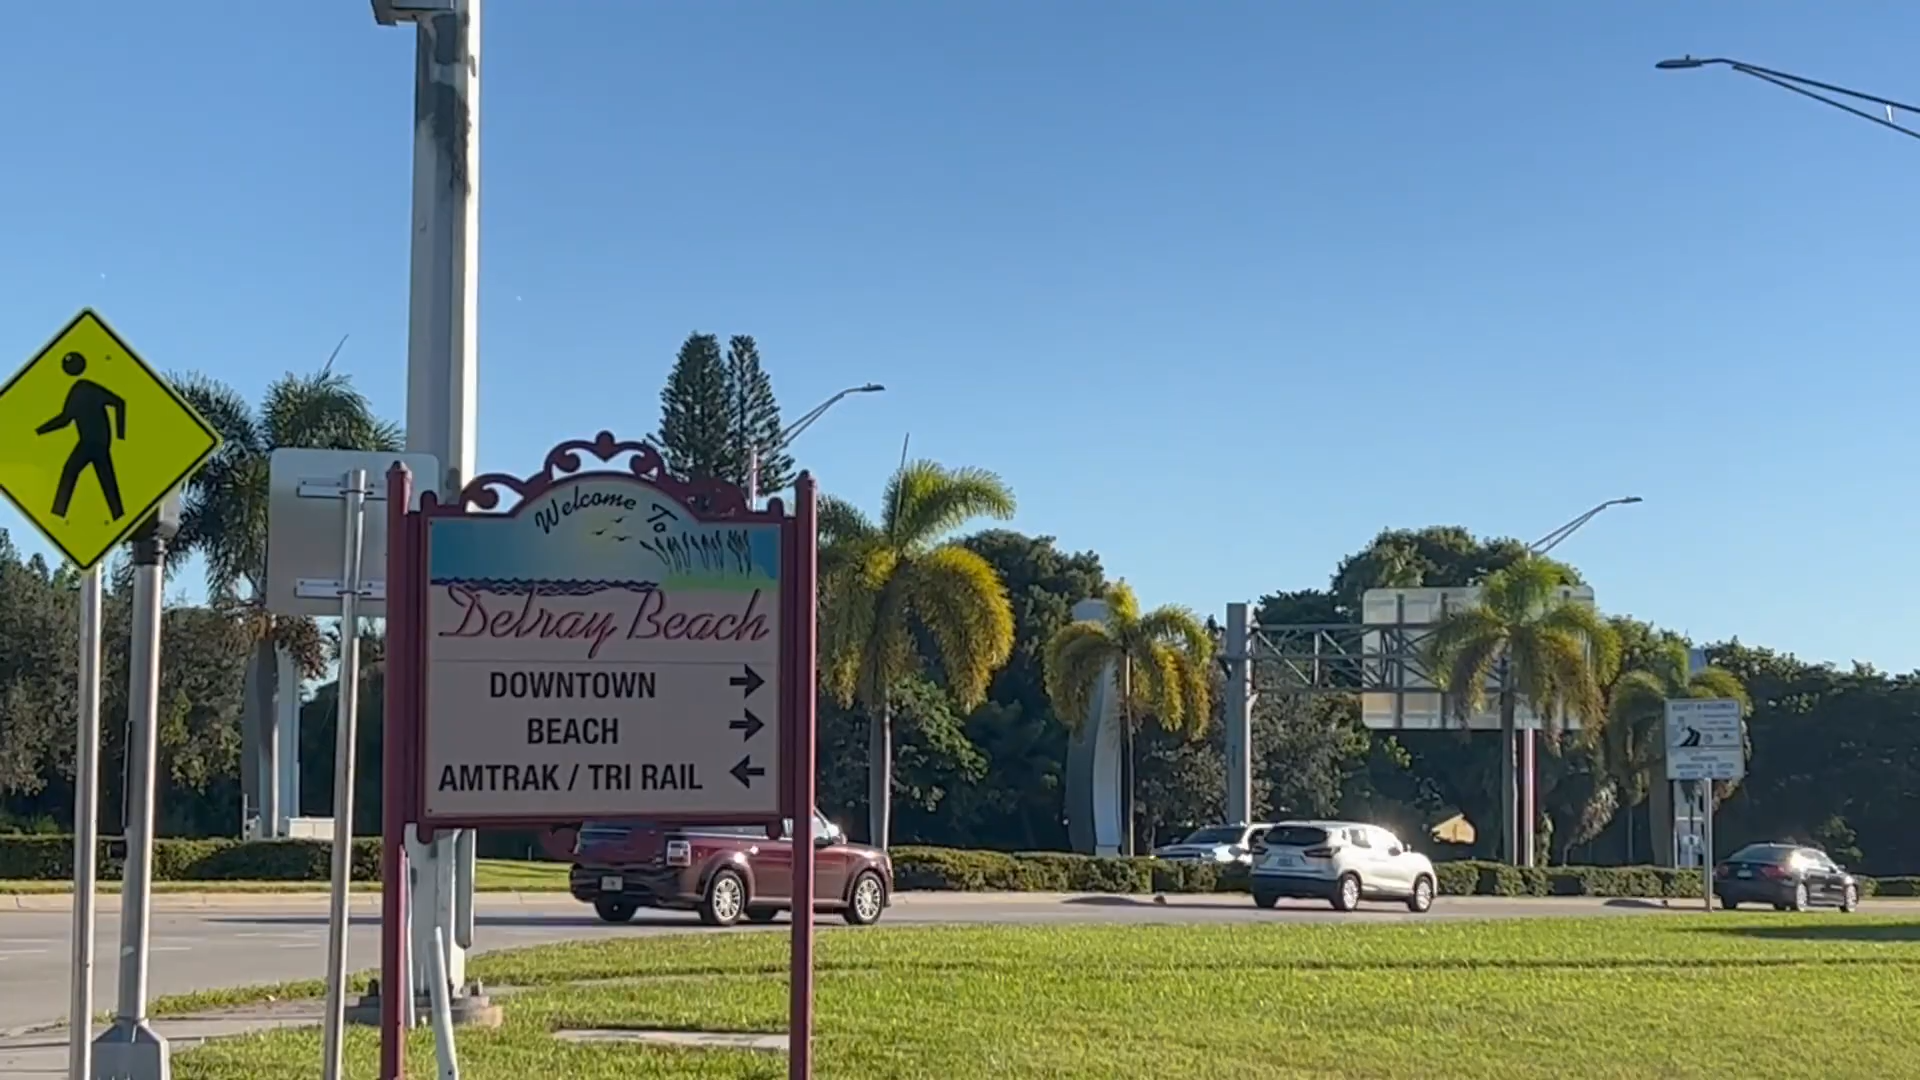 Welcome To
Delray Beach
DOWNTOWN →
BEACH →
AMTRAK / TRI RAIL ←